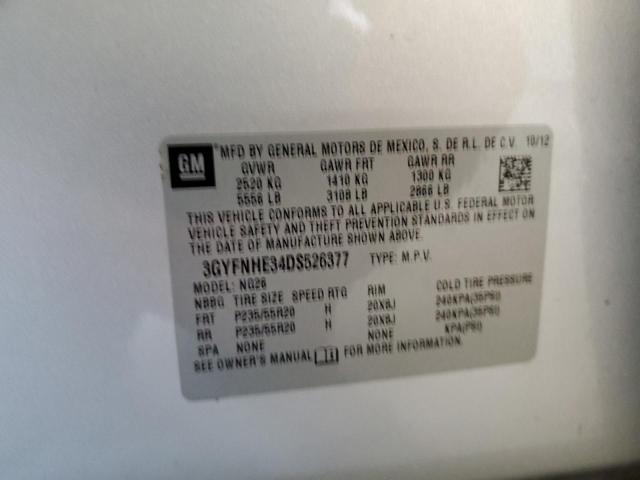 GM MFD BY GENERAL MOTORS DE MEXICO, S. DE R.L. DE C.V. 10/12
GVWR GAWR FRT GAWR RR
2520 KG 1410 KG 1300 KG
5556 LB 3108 LB 2866 LB
THIS VEHICLE CONFORMS TO ALL APPLICABLE U.S. FEDERAL MOTOR
VEHICLE SAFETY AND THEFT PREVENTION STANDARDS IN EFFECT ON
THE DATE OF MANUFACTURE SHOWN ABOVE.
3GYFNHE34DS526377 TYPE: M.P.V.
MODEL: NG26
NBBG TIRE SIZE SPEED RTG RIM COLD TIRE PRESSURE
FRT P235/55R20 H 20X8J 240KPA(35PSI)
RR P235/55R20 H 20X8J 240KPA(35PSI)
SPA NONE NONE KPA(PSI)
SEE OWNER'S MANUAL FOR MORE INFORMATION.